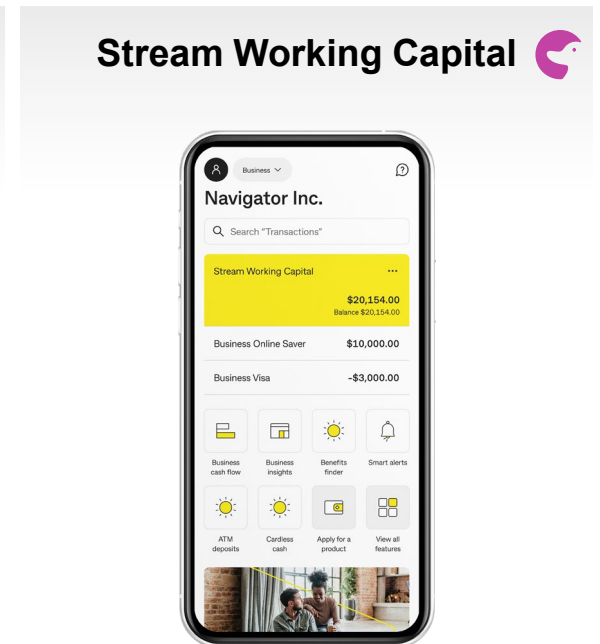 Stream Working Capital
Business
Navigator Inc.
Search "Transactions"
Stream Working Capital
$20,154.00
Balance $20,154.00
Business Online Saver $10,000.00
Business Visa -$3,000.00
Business cash flow
Business insights
Benefits finder
Smart alerts
ATM deposits
Cardless cash
Apply for a product
View all features